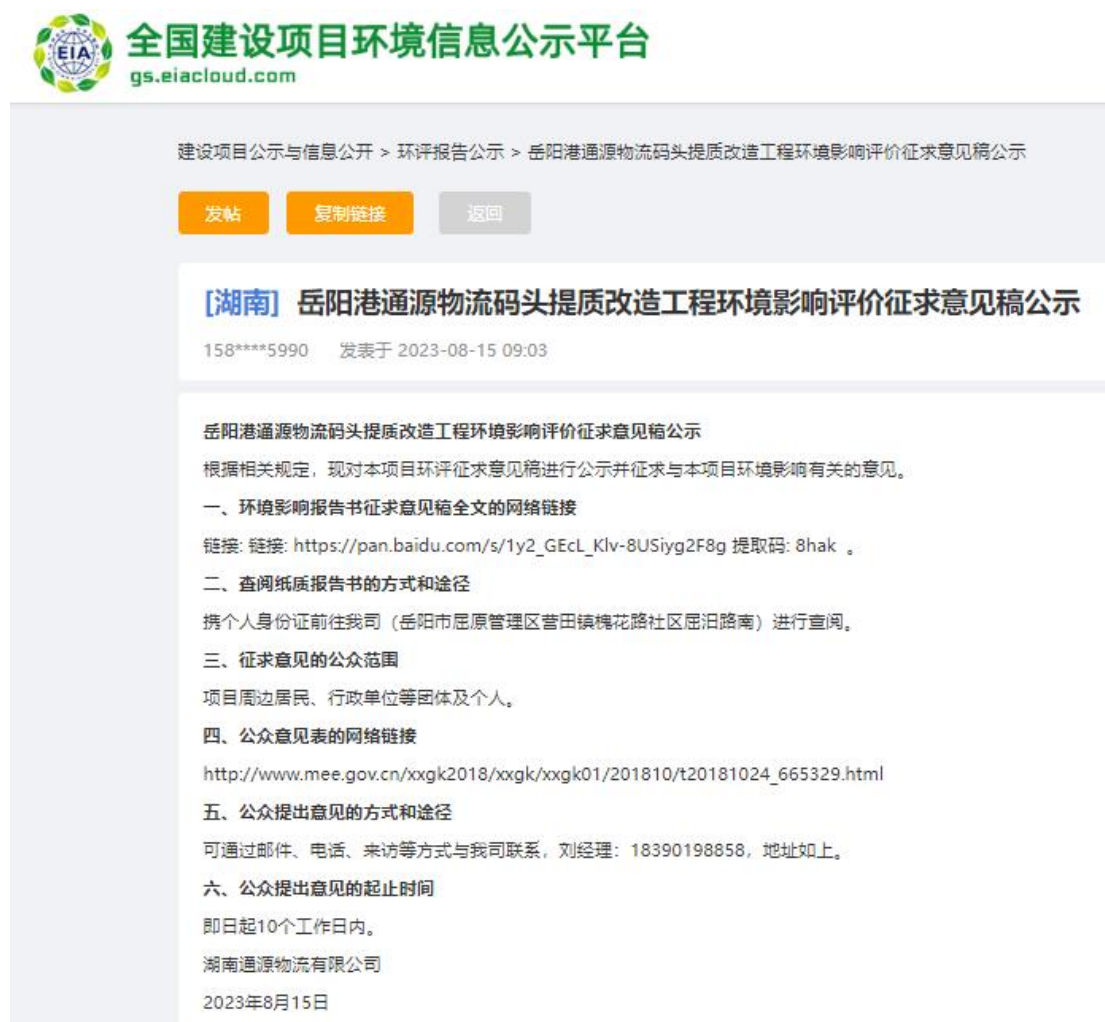 EIA
全国建设项目环境信息公示平台
gs.eiacloud.com
建设项目公示与信息公开 > 环评报告公示 > 岳阳港通源物流码头提质改造工程环境影响评价征求意见稿公示
发帖 复制链接 返回
[湖南] 岳阳港通源物流码头提质改造工程环境影响评价征求意见稿公示
158****5990 发表于 2023-08-15 09:03
岳阳港通源物流码头提质改造工程环境影响评价征求意见稿公示
根据相关规定，现对本项目环评征求意见稿进行公示并征求与本项目环境影响有关的意见。
一、环境影响报告书征求意见稿全文的网络链接
链接: 链接: https://pan.baidu.com/s/1y2_GEcL_Klv-8USiyg2F8g 提取码: 8hak 。
二、查阅纸质报告书的方式和途径
携个人身份证前往我司（岳阳市屈原管理区营田镇槐花路社区屈汨路南）进行查阅。
三、征求意见的公众范围
项目周边居民、行政单位等团体及个人。
四、公众意见表的网络链接
http://www.mee.gov.cn/xxgk2018/xxgk/xxgk01/201810/t20181024_665329.html
五、公众提出意见的方式和途径
可通过邮件、电话、来访等方式与我司联系，刘经理：18390198858，地址如上。
六、公众提出意见的起止时间
即日起10个工作日内。
湖南通源物流有限公司
2023年8月15日